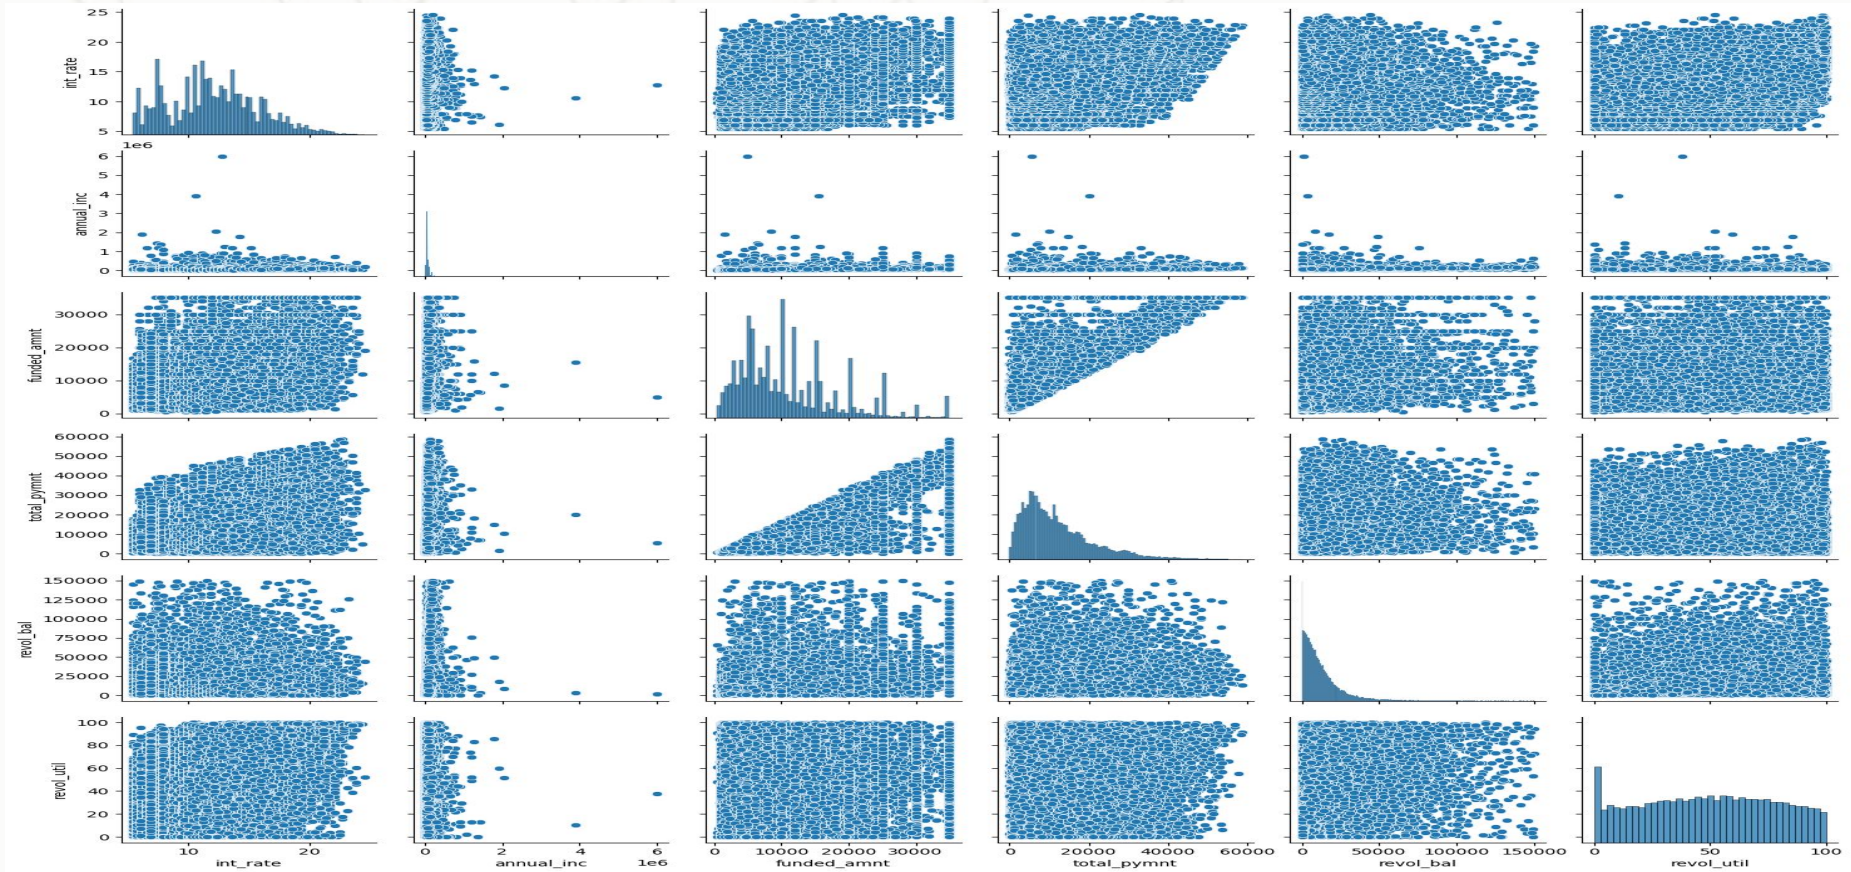 25
20
15
10
5
int_rate
1e6
6
5
4
3
2
1
0
annual_inc
30000
20000
10000
0
funded_amnt
60000
50000
40000
30000
20000
10000
0
total_pymnt
150000
125000
100000
75000
50000
25000
0
revol_bal
100
80
60
40
20
0
revol_util
10 20
int_rate
0 2 4 6
annual_inc 1e6
0 10000 20000 30000
funded_amnt
0 20000 40000 60000
total_pymnt
0 50000 100000 150000
revol_bal
0 50 100
revol_util